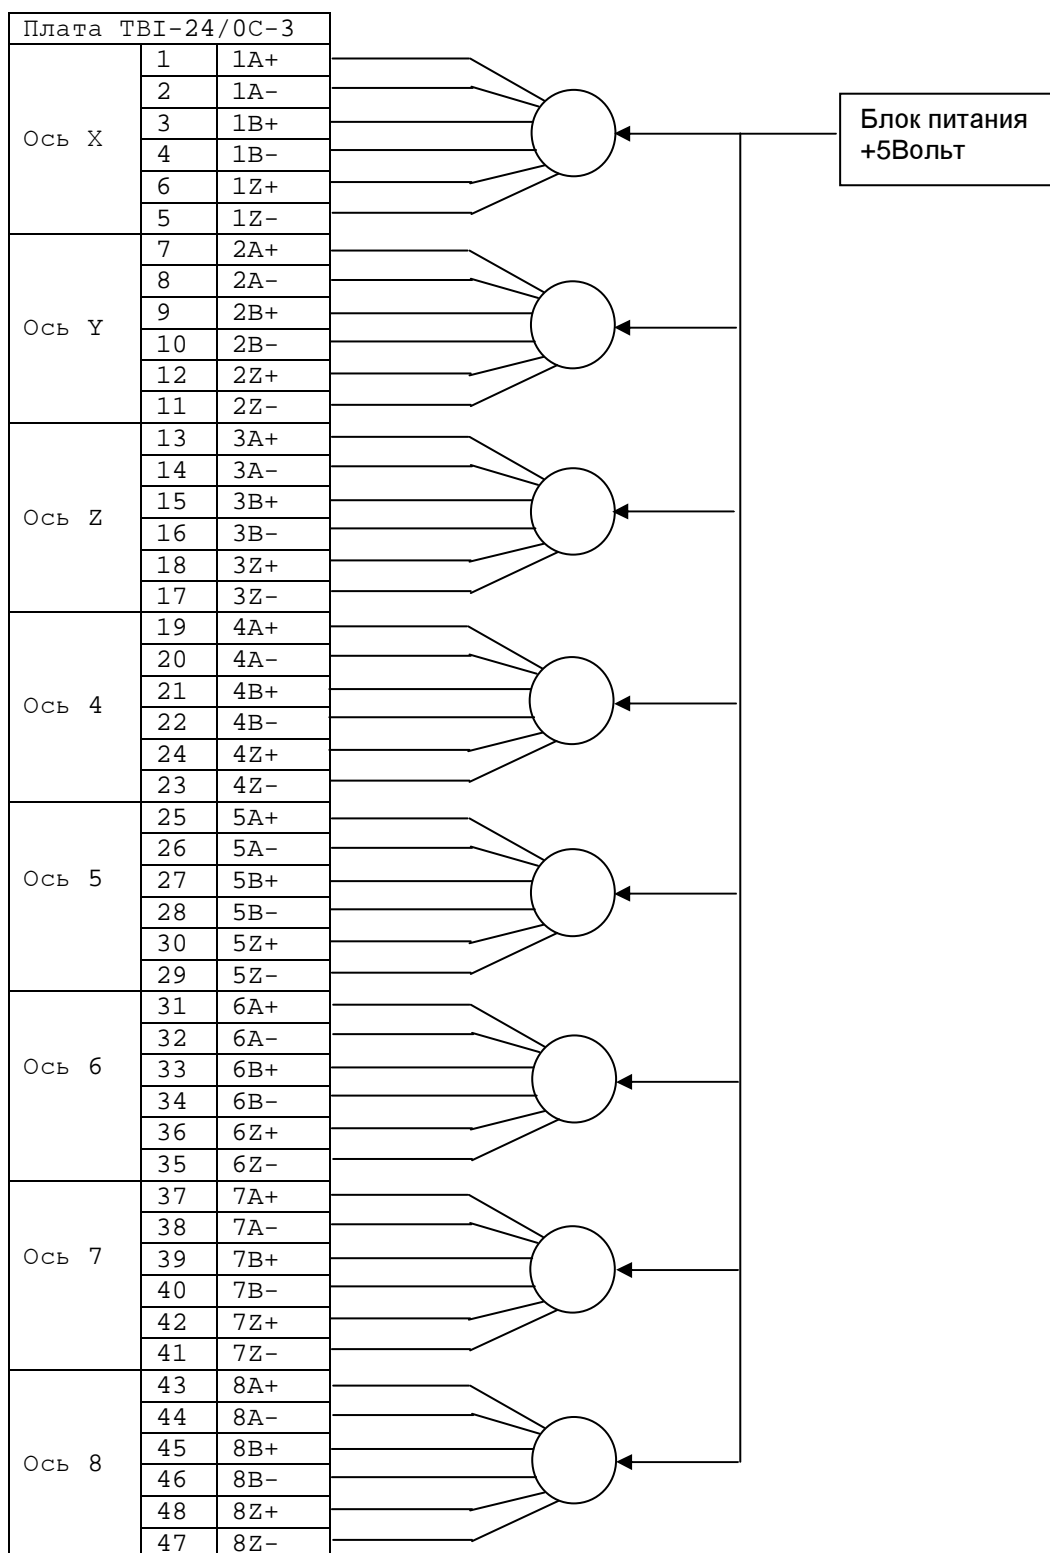 Плата TBI-24/0C-3
1 1A+
2 1A-
Ось X
3 1B+
4 1B-
6 1Z+
5 1Z-
Блок питания
+5Вольт
7 2A+
8 2A-
9 2B+
Ось Y
10 2B-
12 2Z+
11 2Z-
13 3A+
14 3A-
15 3B+
Ось Z
16 3B-
18 3Z+
17 3Z-
19 4A+
20 4A-
21 4B+
Ось 4
22 4B-
24 4Z+
23 4Z-
25 5A+
26 5A-
Ось 5
27 5B+
28 5B-
30 5Z+
29 5Z-
31 6A+
32 6A-
Ось 6
33 6B+
34 6B-
36 6Z+
35 6Z-
37 7A+
38 7A-
Ось 7
39 7B+
40 7B-
42 7Z+
41 7Z-
43 8A+
44 8A-
45 8B+
Ось 8
46 8B-
48 8Z+
47 8Z-